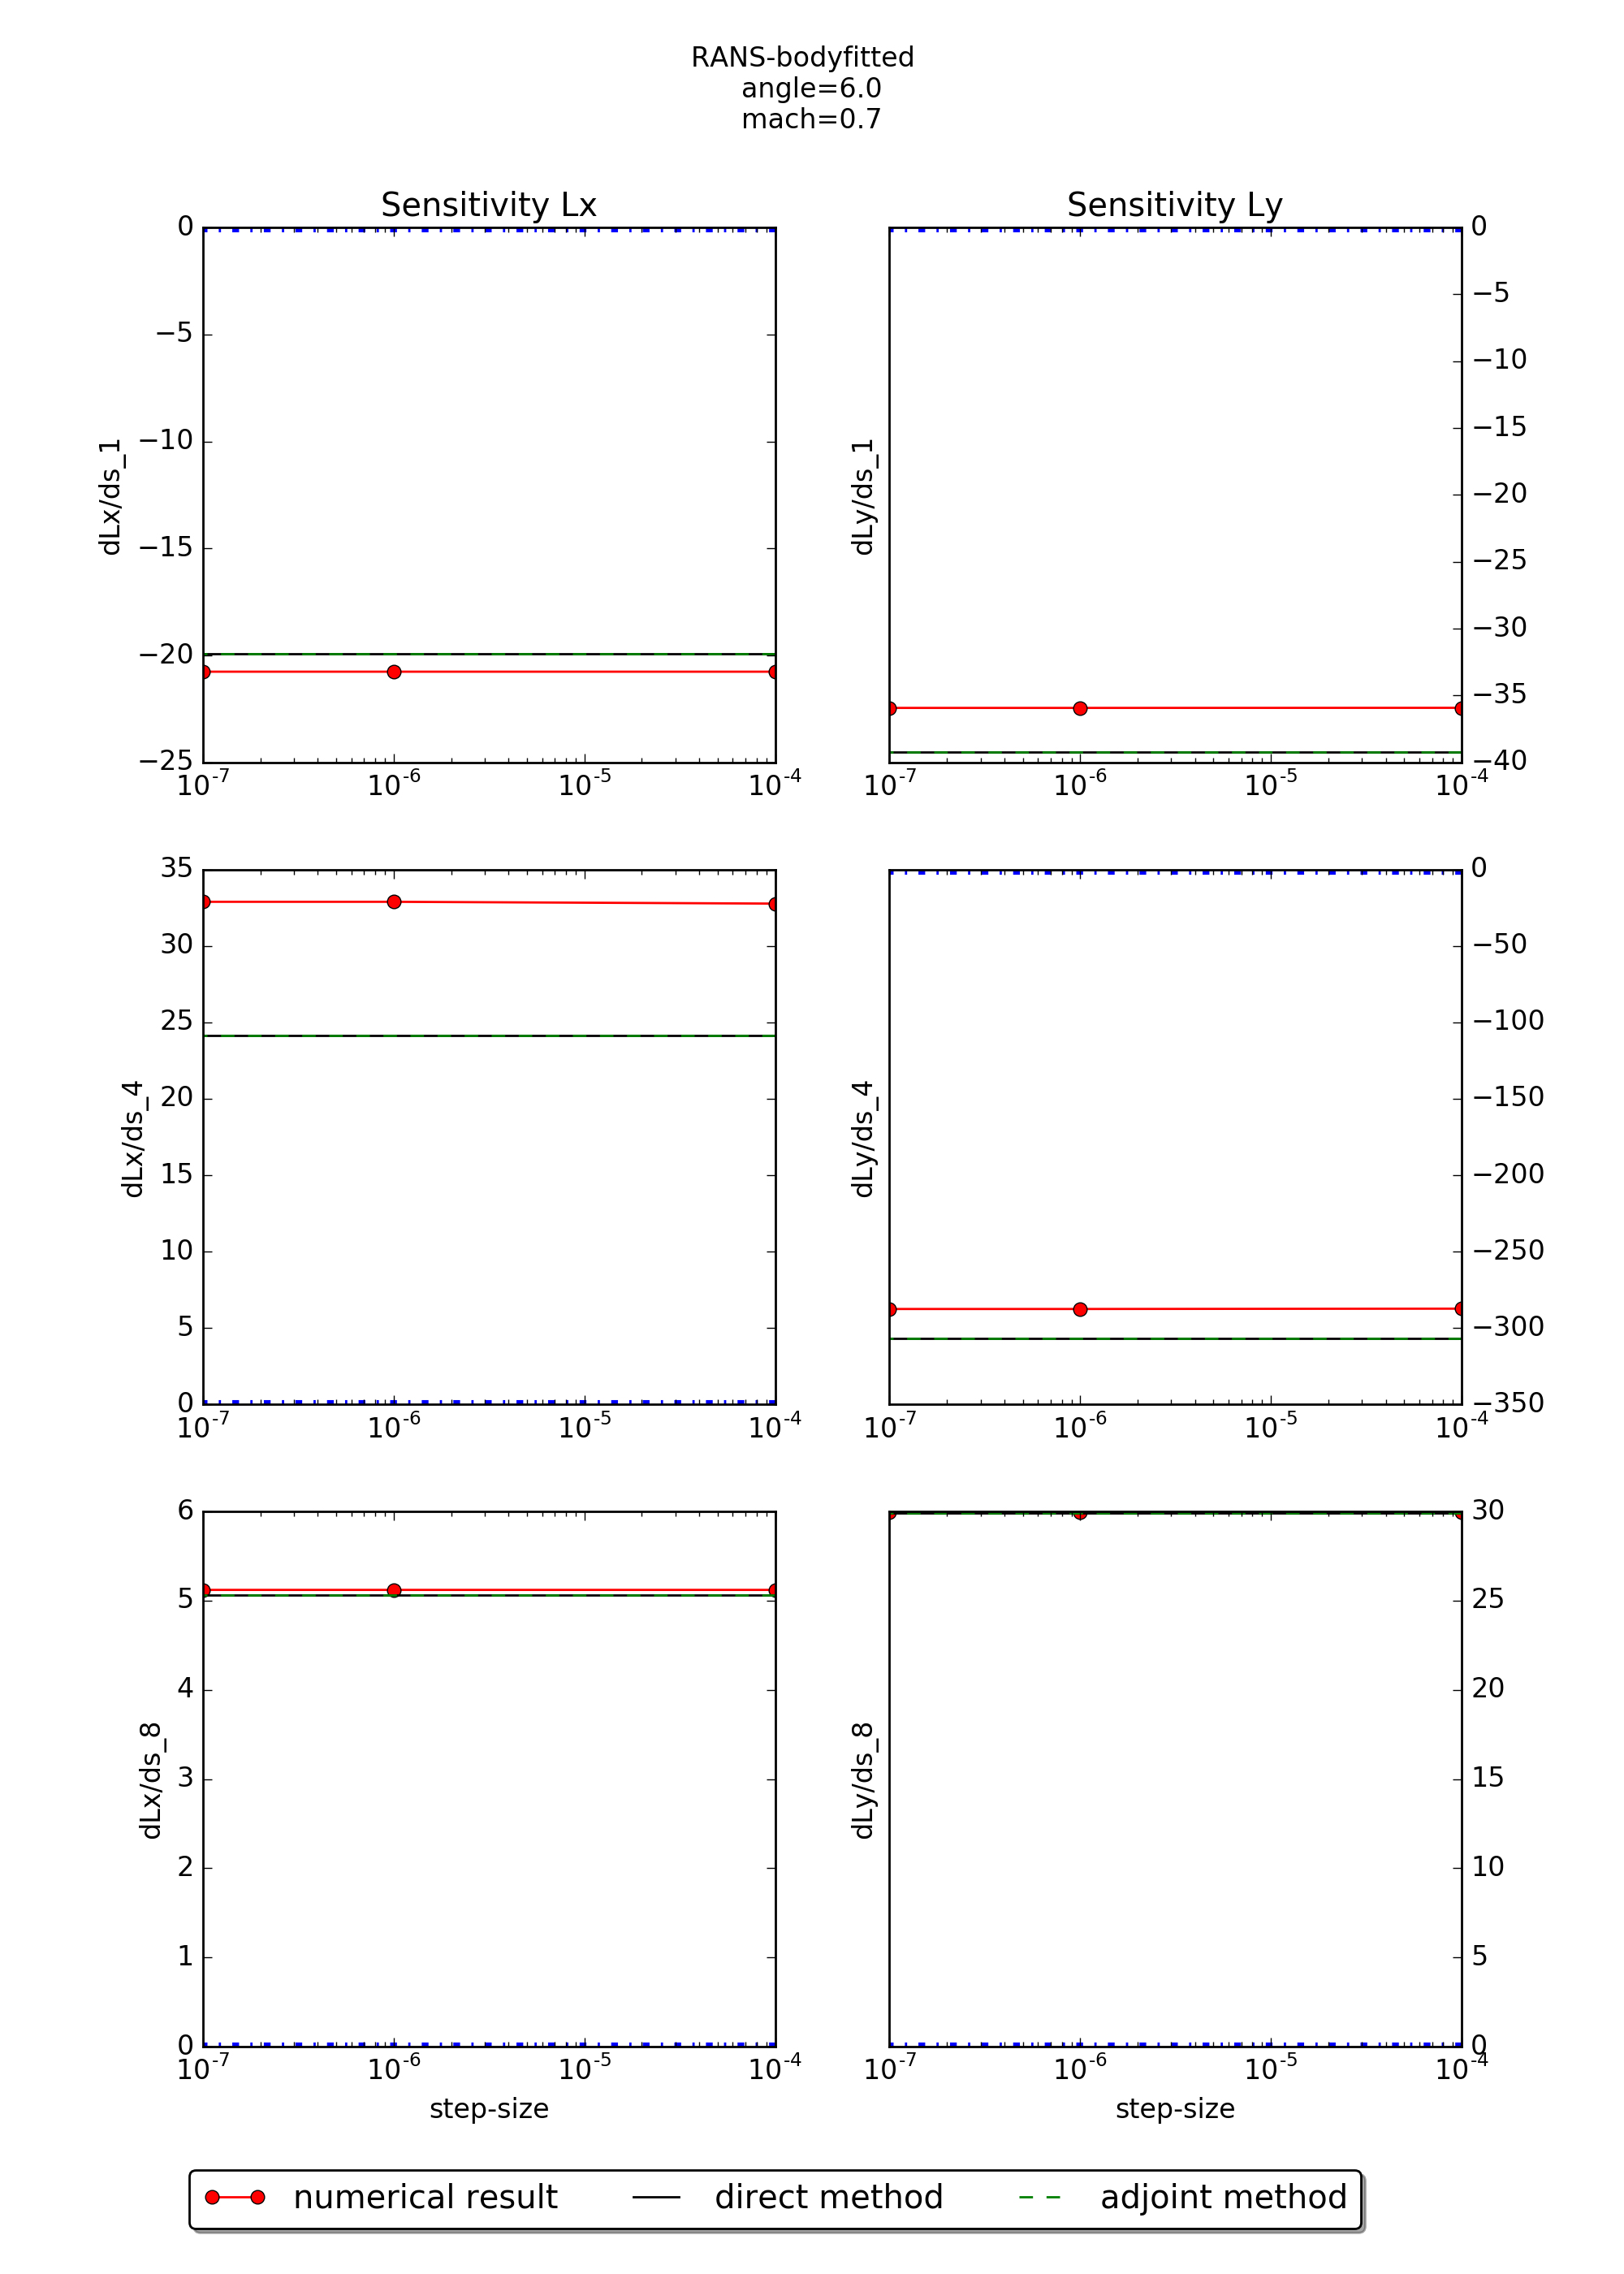 RANS-bodyfitted
angle=6.0
mach=0.7
Sensitivity Lx
Sensitivity Ly
dLx/ds_1
0
−5
−10
−15
−20
−25
10^-7 10^-6 10^-5 10^-4
dLy/ds_1
0
−5
−10
−15
−20
−25
−30
−35
−40
10^-7 10^-6 10^-5 10^-4
dLx/ds_4
35
30
25
20
15
10
5
0
10^-7 10^-6 10^-5 10^-4
dLy/ds_4
0
−50
−100
−150
−200
−250
−300
−350
10^-7 10^-6 10^-5 10^-4
dLx/ds_8
6
5
4
3
2
1
0
10^-7 10^-6 10^-5 10^-4
step-size
dLy/ds_8
30
25
20
15
10
5
0
10^-7 10^-6 10^-5 10^-4
step-size
numerical result direct method adjoint method